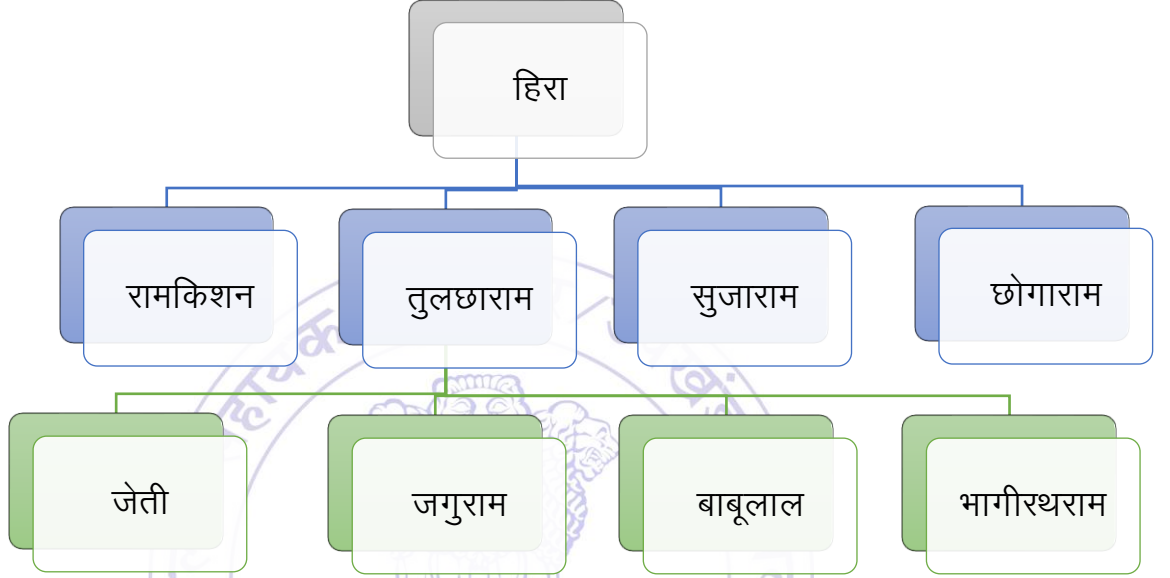 हिरा
रामकिशन
तुलछाराम
सुजाराम
छोगाराम
जेती
जगुराम
बाबूलाल
भागीरथराम